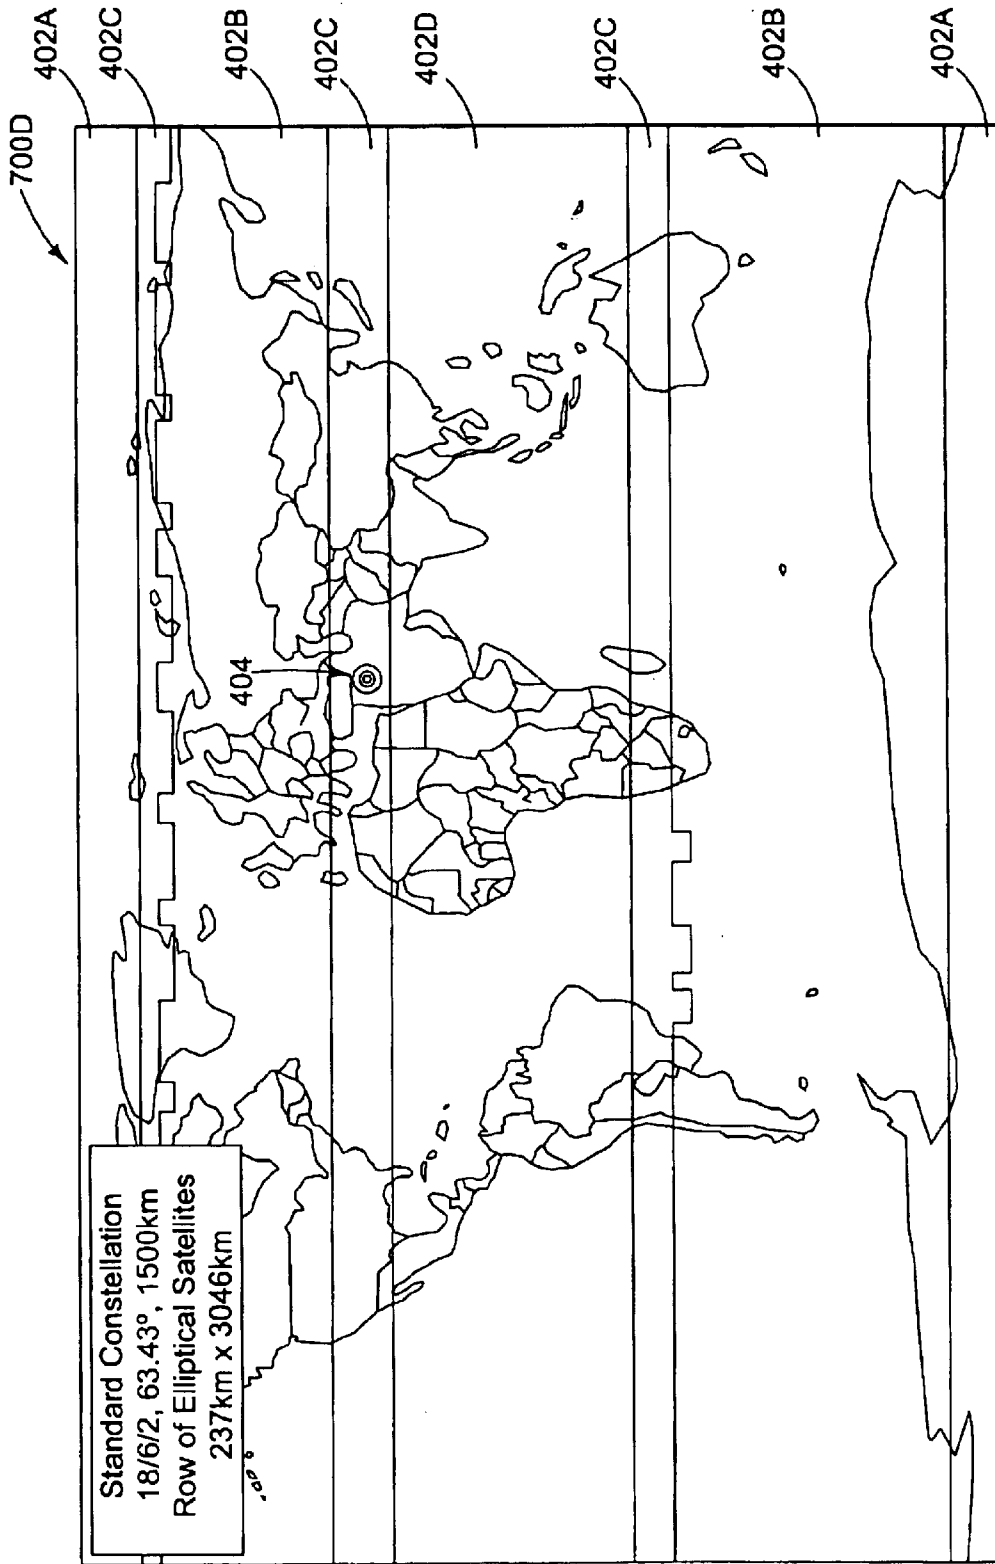 700D
402A
402C
402B
402C
402D
402C
402B
402A
404
Standard Constellation
18/6/2, 63.43°, 1500km
Row of Elliptical Satellites
237km x 3046km